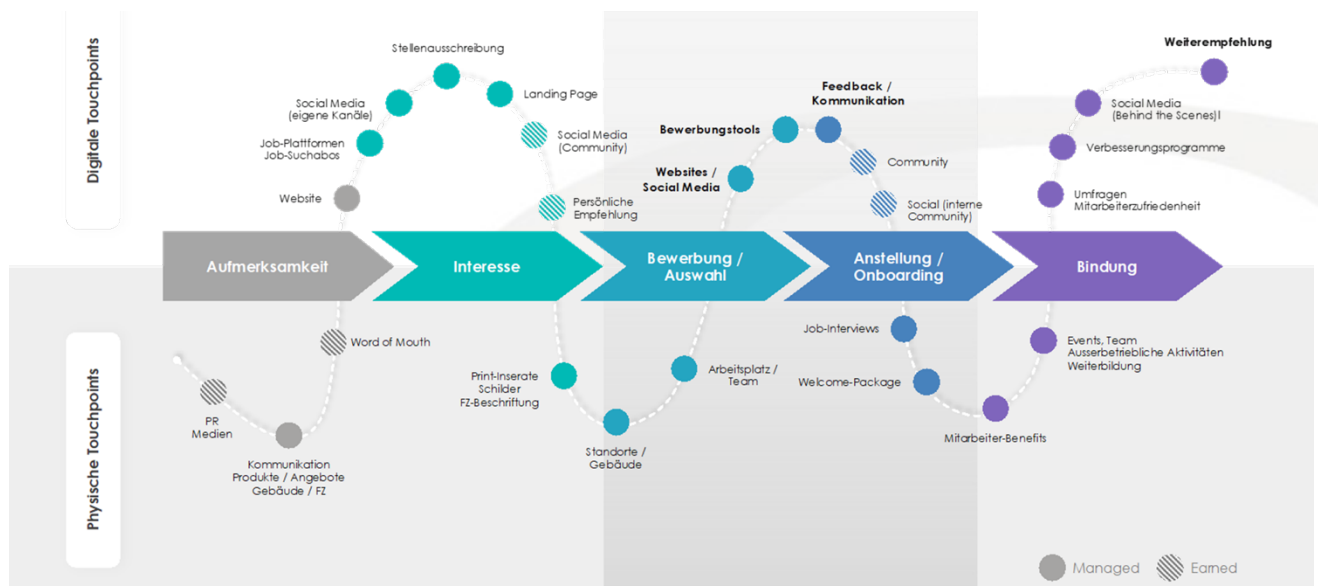 Digitale Touchpoints
Weiterempfehlung
Stellenausschreibung
Social Media
(eigene Kanäle)
Landing Page
Job-Plattformen
Job-Suchabos
Social Media
(Community)
Website
Persönliche
Empfehlung
Feedback /
Kommunikation
Bewerbungstools
Websites /
Social Media
Community
Social (interne
Community)
Social Media
(Behind the Scenes)l
Verbesserungsprogramme
Umfragen
Mitarbeiterzufriedenheit
Aufmerksamkeit
Interesse
Bewerbung /
Auswahl
Anstellung /
Onboarding
Bindung
Physische Touchpoints
Word of Mouth
PR
Medien
Kommunikation
Produkte / Angebote
Gebäude / FZ
Print-Inserate
Schilder
FZ-Beschriftung
Standorte /
Gebäude
Arbeitsplatz /
Team
Job-Interviews
Welcome-Package
Mitarbeiter-Benefits
Events, Team
Ausserbetriebliche Aktivitäten
Weiterbildung
Managed
Earned